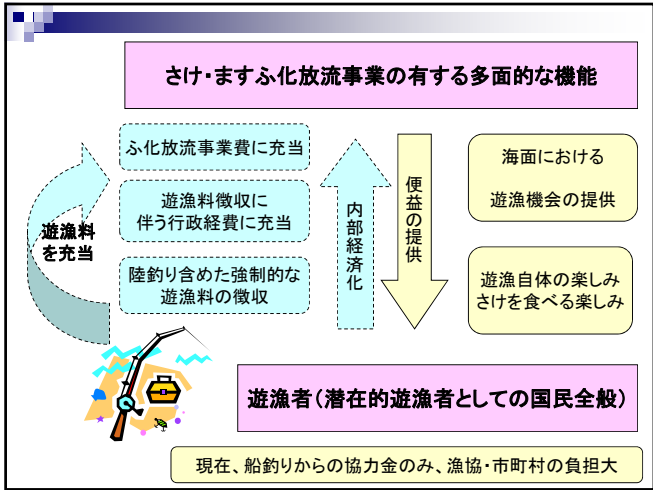 さけ・ますふ化放流事業の有する多面的な機能
ふ化放流事業費に充当
遊漁料徴収に
伴う行政経費に充当
陸釣り含めた強制的な
遊漁料の徴収
遊漁料
を充当
内部経済化
便益の提供
海面における
遊漁機会の提供
遊漁自体の楽しみ
さけを食べる楽しみ
遊漁者（潜在的遊漁者としての国民全般）
現在、船釣りからの協力金のみ、漁協・市町村の負担大